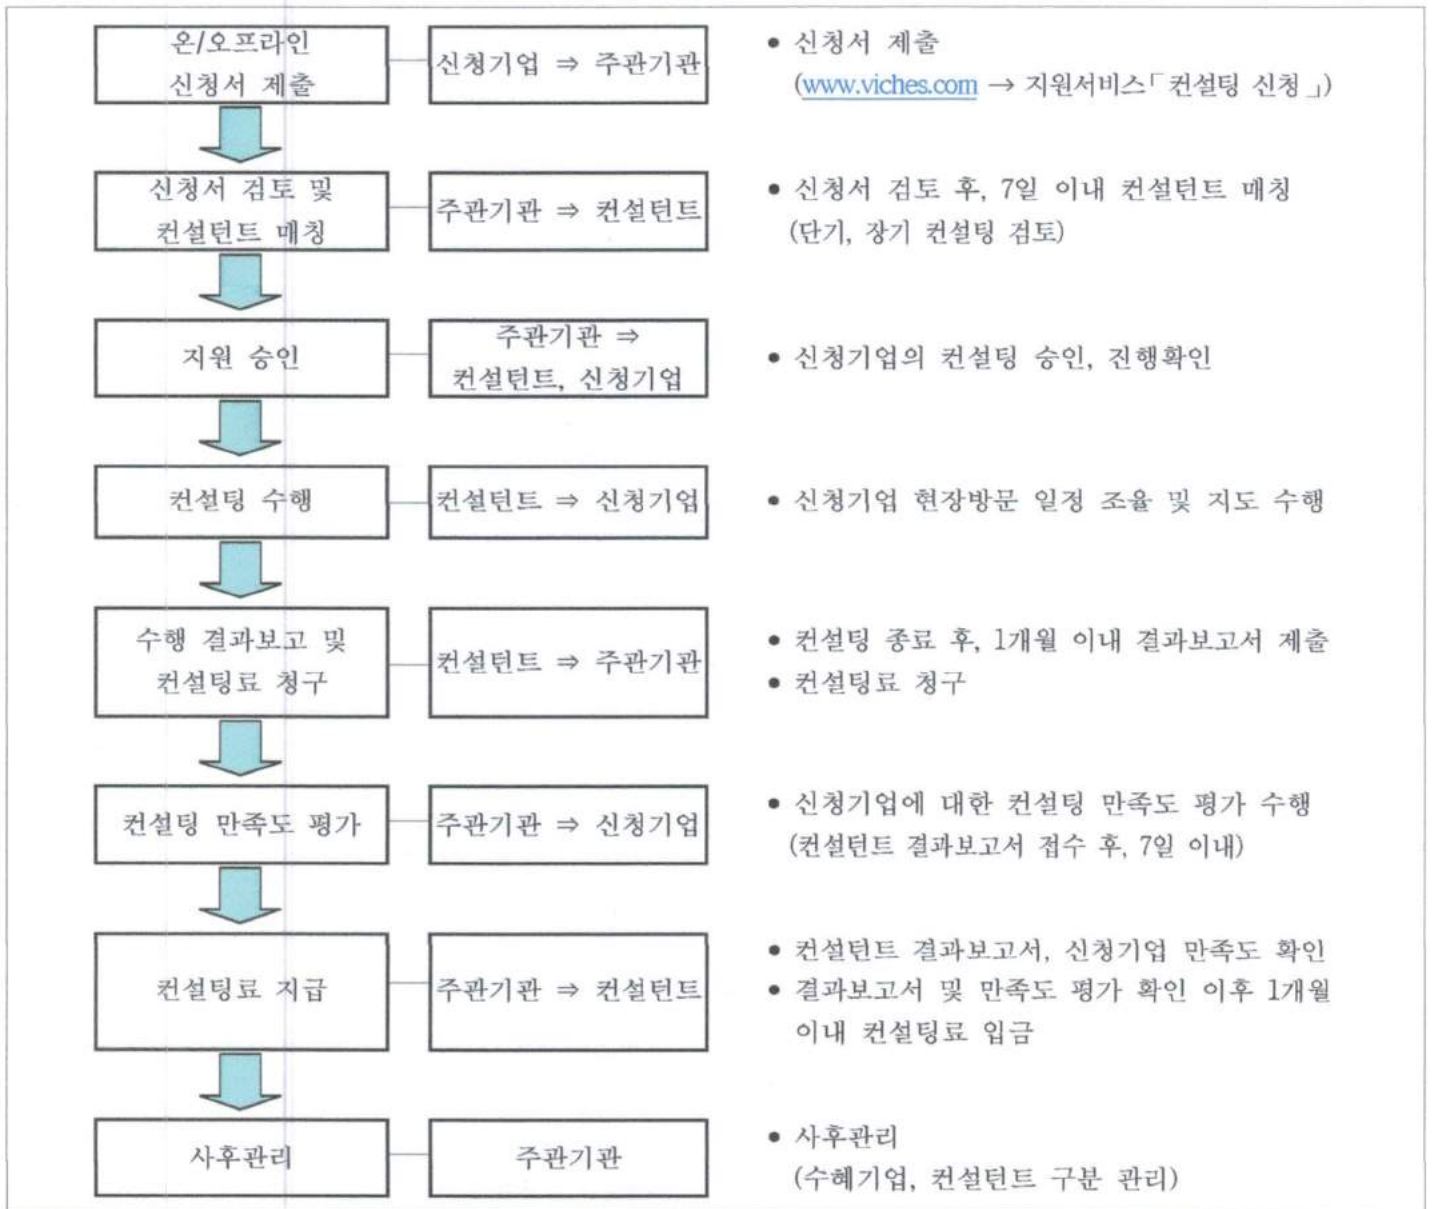 온/오프라인
신청서 제출
신청기업 ⇒ 주관기관
• 신청서 제출
(www.viches.com → 지원서비스「컨설팅 신청」)
신청서 검토 및
컨설턴트 매칭
주관기관 ⇒ 컨설턴트
• 신청서 검토 후, 7일 이내 컨설턴트 매칭
(단기, 장기 컨설팅 검토)
지원 승인
주관기관 ⇒
컨설턴트, 신청기업
• 신청기업의 컨설팅 승인, 진행확인
컨설팅 수행
컨설턴트 ⇒ 신청기업
• 신청기업 현장방문 일정 조율 및 지도 수행
수행 결과보고 및
컨설팅료 청구
컨설턴트 ⇒ 주관기관
• 컨설팅 종료 후, 1개월 이내 결과보고서 제출
• 컨설팅료 청구
컨설팅 만족도 평가
주관기관 ⇒ 신청기업
• 신청기업에 대한 컨설팅 만족도 평가 수행
(컨설턴트 결과보고서 접수 후, 7일 이내)
컨설팅료 지급
주관기관 ⇒ 컨설턴트
• 컨설턴트 결과보고서, 신청기업 만족도 확인
• 결과보고서 및 만족도 평가 확인 이후 1개월
이내 컨설팅료 입금
사후관리
주관기관
• 사후관리
(수혜기업, 컨설턴트 구분 관리)